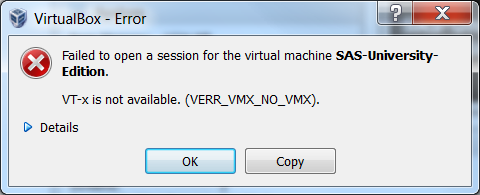 VirtualBox - Error
Failed to open a session for the virtual machine SAS-University-
Edition.
VT-x is not available. (VERR_VMX_NO_VMX).
Details
OK
Copy